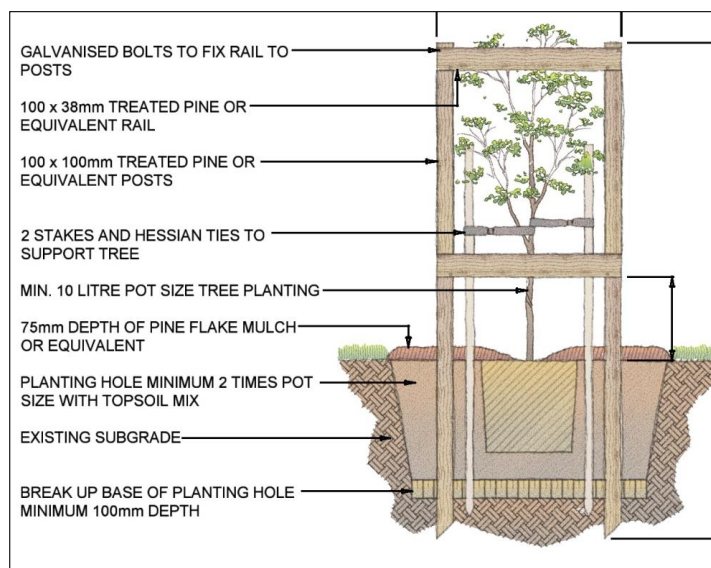 GALVANISED BOLTS TO FIX RAIL TO
POSTS
100 x 38mm TREATED PINE OR
EQUIVALENT RAIL
100 x 100mm TREATED PINE OR
EQUIVALENT POSTS
2 STAKES AND HESSIAN TIES TO
SUPPORT TREE
MIN. 10 LITRE POT SIZE TREE PLANTING
75mm DEPTH OF PINE FLAKE MULCH
OR EQUIVALENT
PLANTING HOLE MINIMUM 2 TIMES POT
SIZE WITH TOPSOIL MIX
EXISTING SUBGRADE
BREAK UP BASE OF PLANTING HOLE
MINIMUM 100mm DEPTH